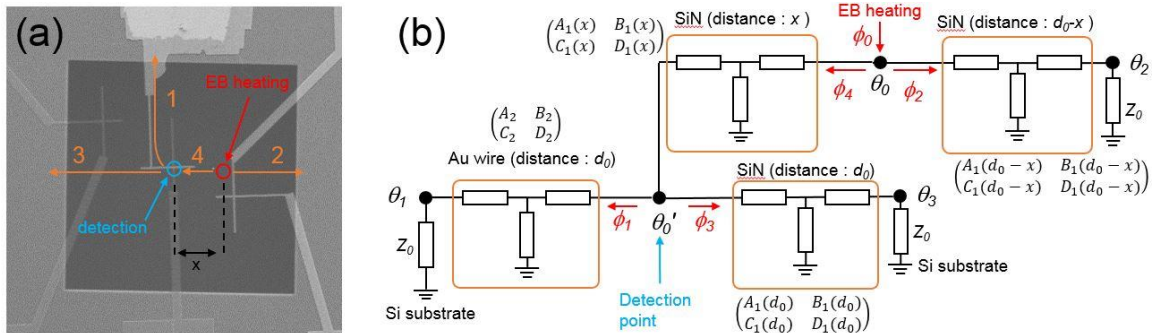 (a)
EB heating
1
3
4
2
detection
x
(b)
SiN (distance : x)
EB heating
SiN (distance : d0-x)
(A1(x) B1(x)
C1(x) D1(x))
ϕ0
θ0
ϕ4
ϕ2
θ2
Z0
(A2 B2
C2 D2)
Au wire (distance : d0)
SiN (distance : d0)
(A1(d0 − x) B1(d0 − x)
C1(d0 − x) D1(d0 − x))
θ1
ϕ1
θ0'
ϕ3
θ3
Z0
Z0
Si substrate
Si substrate
Detection
point
(A1(d0) B1(d0)
C1(d0) D1(d0))